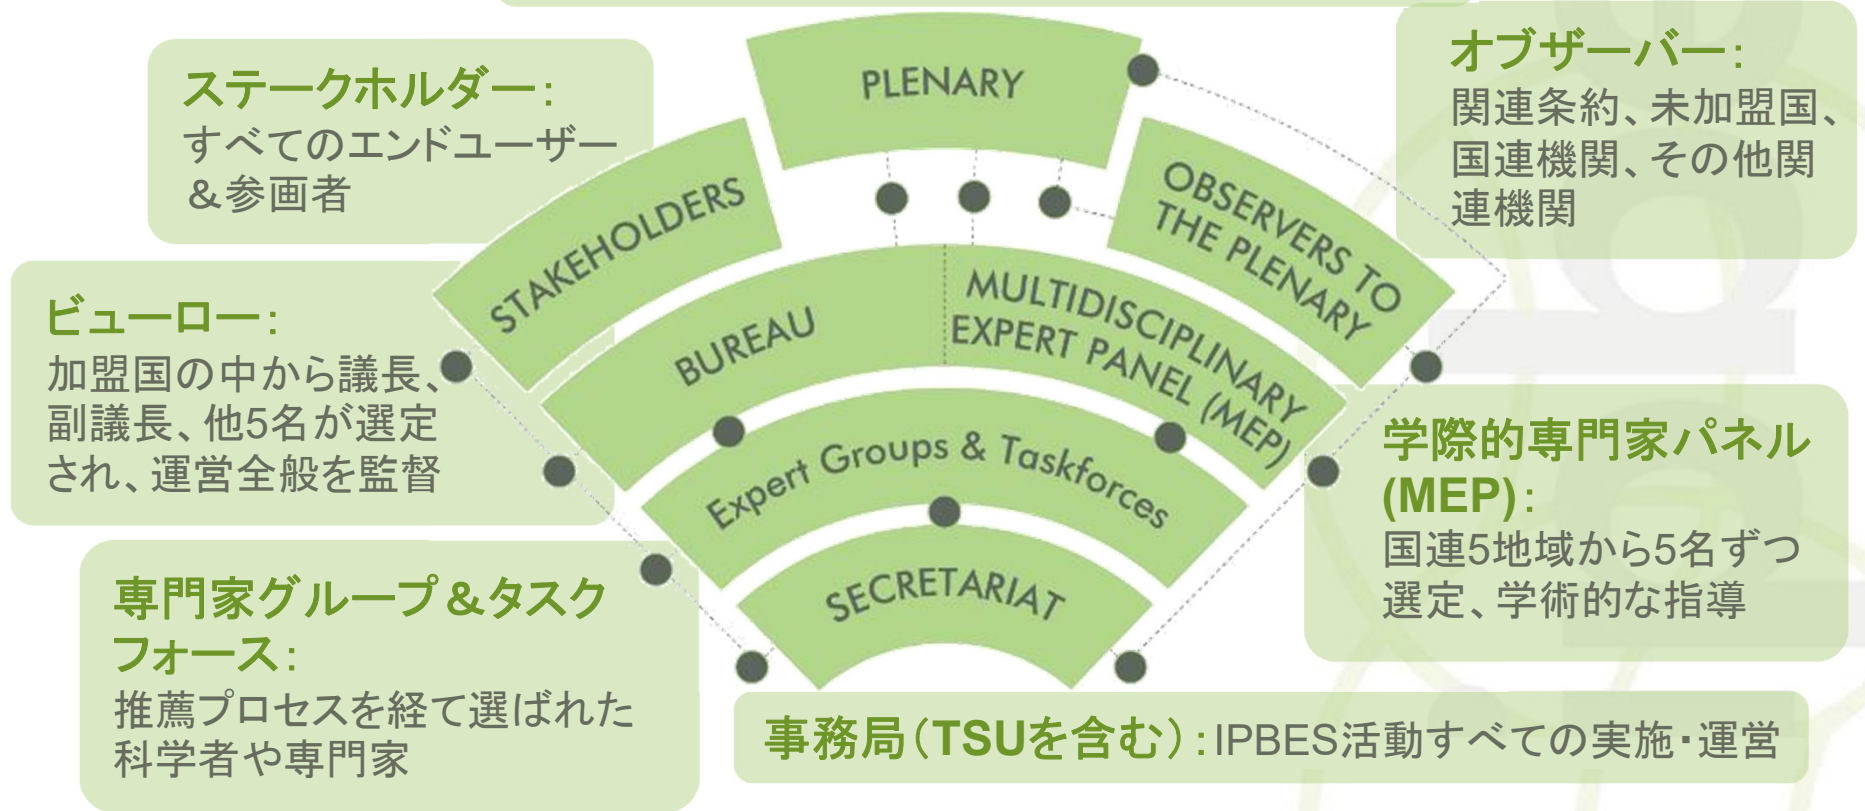 ステークホルダー:
すべてのエンドユーザー
&参画者
PLENARY
オブザーバー:
関連条約、未加盟国、
国連機関、その他関
連機関
STAKEHOLDERS
OBSERVERS TO
THE PLENARY
ビューロー:
加盟国の中から議長、
副議長、他5名が選定
され、運営全般を監督
BUREAU
MULTIDISCIPLINARY
EXPERT PANEL (MEP)
Expert Groups & Taskforces
SECRETARIAT
学際的専門家パネル
(MEP):
国連5地域から5名ずつ
選定、学術的な指導
専門家グループ&タスク
フォース:
推薦プロセスを経て選ばれた
科学者や専門家
事務局(TSUを含む):IPBES活動すべての実施・運営